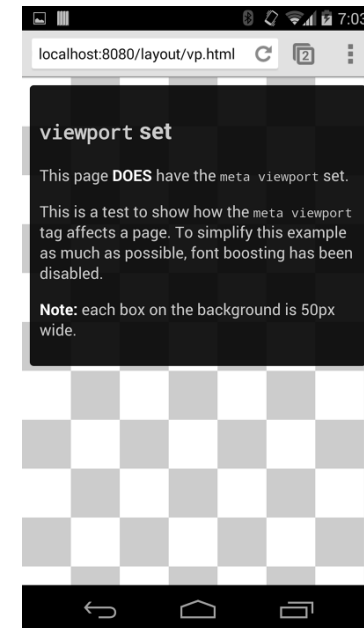 7:03
localhost:8080/layout/vp.html
2
viewport set
This page DOES have the meta viewport set.
This is a test to show how the meta viewport
tag affects a page. To simplify this example
as much as possible, font boosting has been
disabled.
Note: each box on the background is 50px
wide.